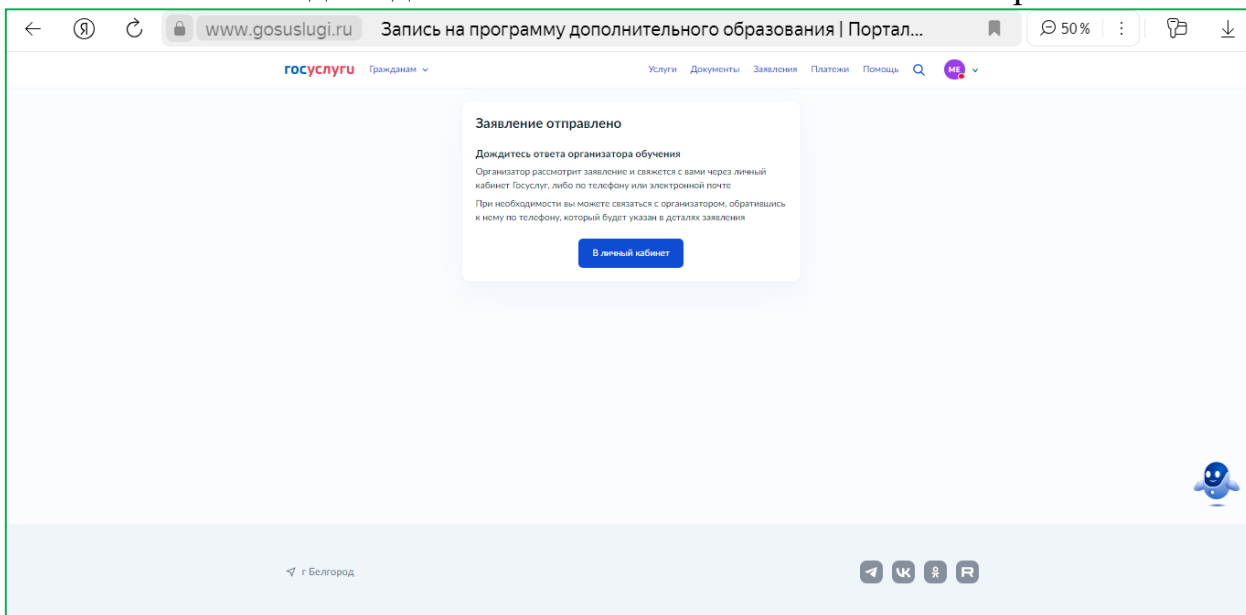 www.gosuslugi.ru Запись на программу дополнительного образования | Портал... 50 %
госуслуги Гражданам Услуги Документы Заявления Платежи Помощь МЕ
Заявление отправлено
Дождитесь ответа организатора обучения
Организатор рассмотрит заявление и свяжется с вами через личный
кабинет Госуслуг, либо по телефону или электронной почте
При необходимости вы можете связаться с организатором, обратившись
к нему по телефону, который будет указан в деталях заявления
В личный кабинет
г Белгород